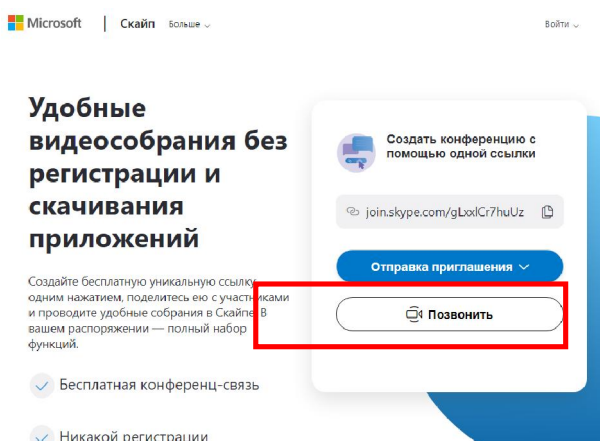 Microsoft
Скайп
Больше
Войти
Удобные
видеособрания без
регистрации и
скачивания
приложений
Создайте бесплатную уникальную ссылку
одним нажатием, поделитесь ею с участниками
и проводите удобные собрания в Скайпе. В
вашем распоряжении — полный набор
функций.
Бесплатная конференц-связь
Никакой регистрации
Создать конференцию с
помощью одной ссылки
join.skype.com/gLxxlCr7huUz
Отправка приглашения
Позвонить